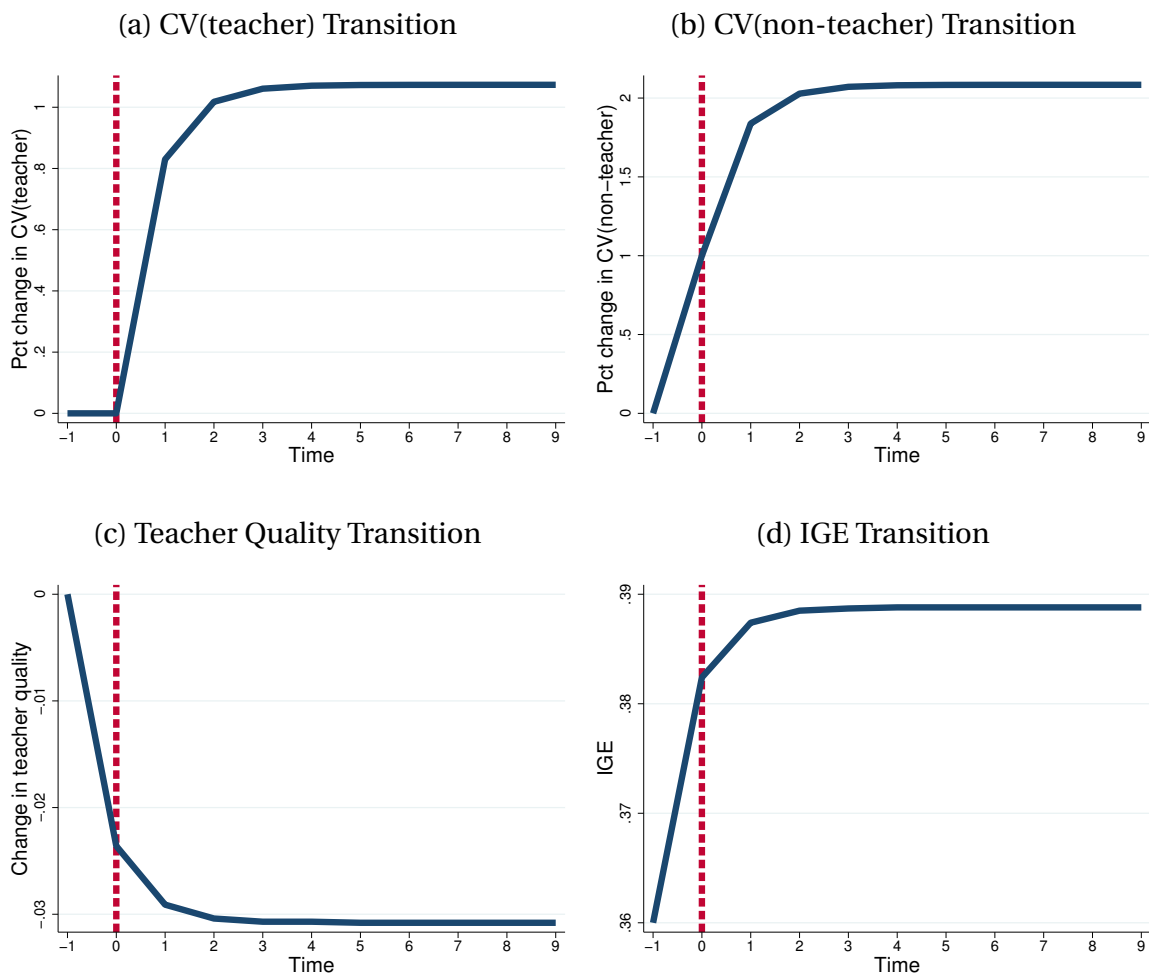 (a) CV(teacher) Transition
Pct change in CV(teacher)
1
.8
.6
.4
.2
0
−1 0 1 2 3 4 5 6 7 8 9
Time
(b) CV(non-teacher) Transition
Pct change in CV(non−teacher)
2
1.5
1
.5
0
−1 0 1 2 3 4 5 6 7 8 9
Time
(c) Teacher Quality Transition
Change in teacher quality
0
−.01
−.02
−.03
−1 0 1 2 3 4 5 6 7 8 9
Time
(d) IGE Transition
IGE
.39
.38
.37
.36
−1 0 1 2 3 4 5 6 7 8 9
Time